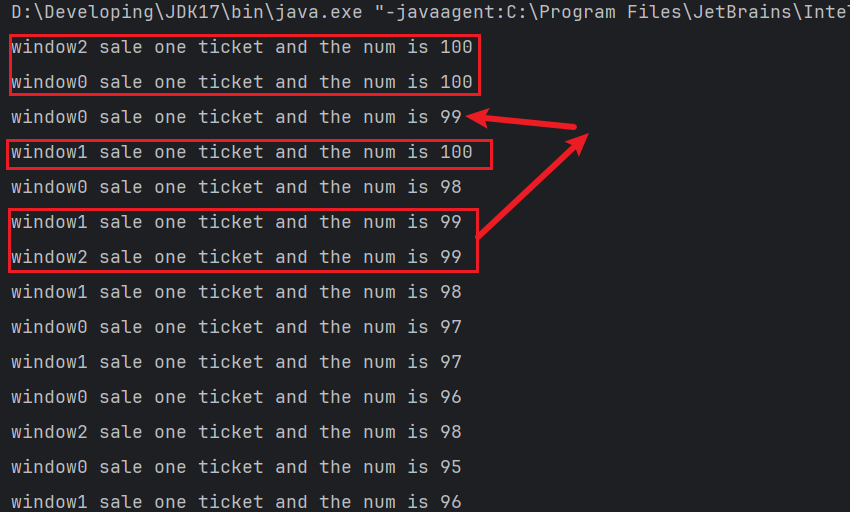 D:\Developing\JDK17\bin\java.exe "-javaagent:C:\Program Files\JetBrains\Intel
window2 sale one ticket and the num is 100
window0 sale one ticket and the num is 100
window0 sale one ticket and the num is 99
window1 sale one ticket and the num is 100
window0 sale one ticket and the num is 98
window1 sale one ticket and the num is 99
window2 sale one ticket and the num is 99
window1 sale one ticket and the num is 98
window0 sale one ticket and the num is 97
window1 sale one ticket and the num is 97
window0 sale one ticket and the num is 96
window2 sale one ticket and the num is 98
window0 sale one ticket and the num is 95
window1 sale one ticket and the num is 96